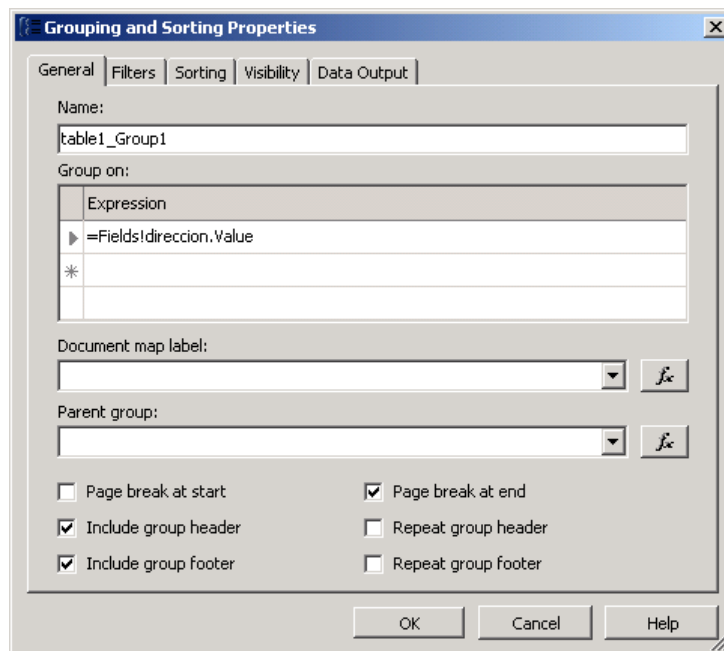 Grouping and Sorting Properties
General Filters Sorting Visibility Data Output
Name:
table1_Group1
Group on:
Expression
=Fields!direccion.Value
Document map label:
fx
Parent group:
fx
Page break at start Page break at end
Include group header Repeat group header
Include group footer Repeat group footer
OK Cancel Help